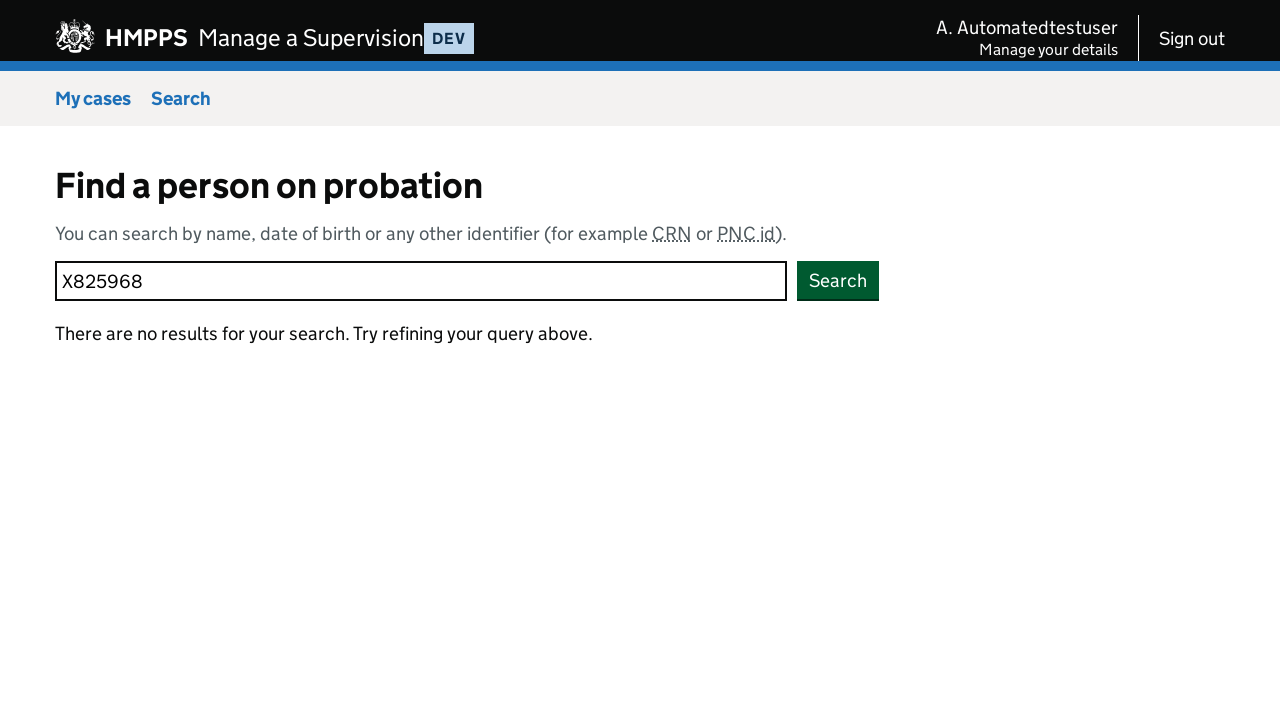 HMPPS Manage a Supervision DEV
A. Automatedtestuser
Manage your details
Sign out
My cases Search
Find a person on probation
You can search by name, date of birth or any other identifier (for example CRN or PNC id).
X825968
Search
There are no results for your search. Try refining your query above.